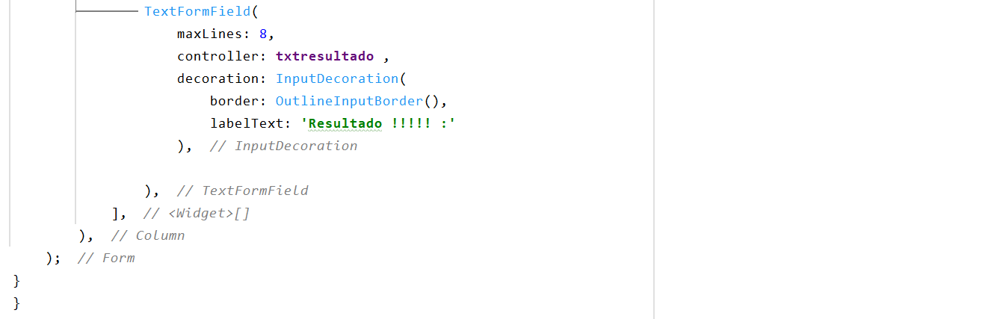 TextFormField(
maxLines: 8,
controller: txtresultado ,
decoration: InputDecoration(
border: OutlineInputBorder(),
labelText: 'Resultado !!!!! :'
), // InputDecoration
), // TextFormField
], // <Widget>[]
), // Column
); // Form
}
}